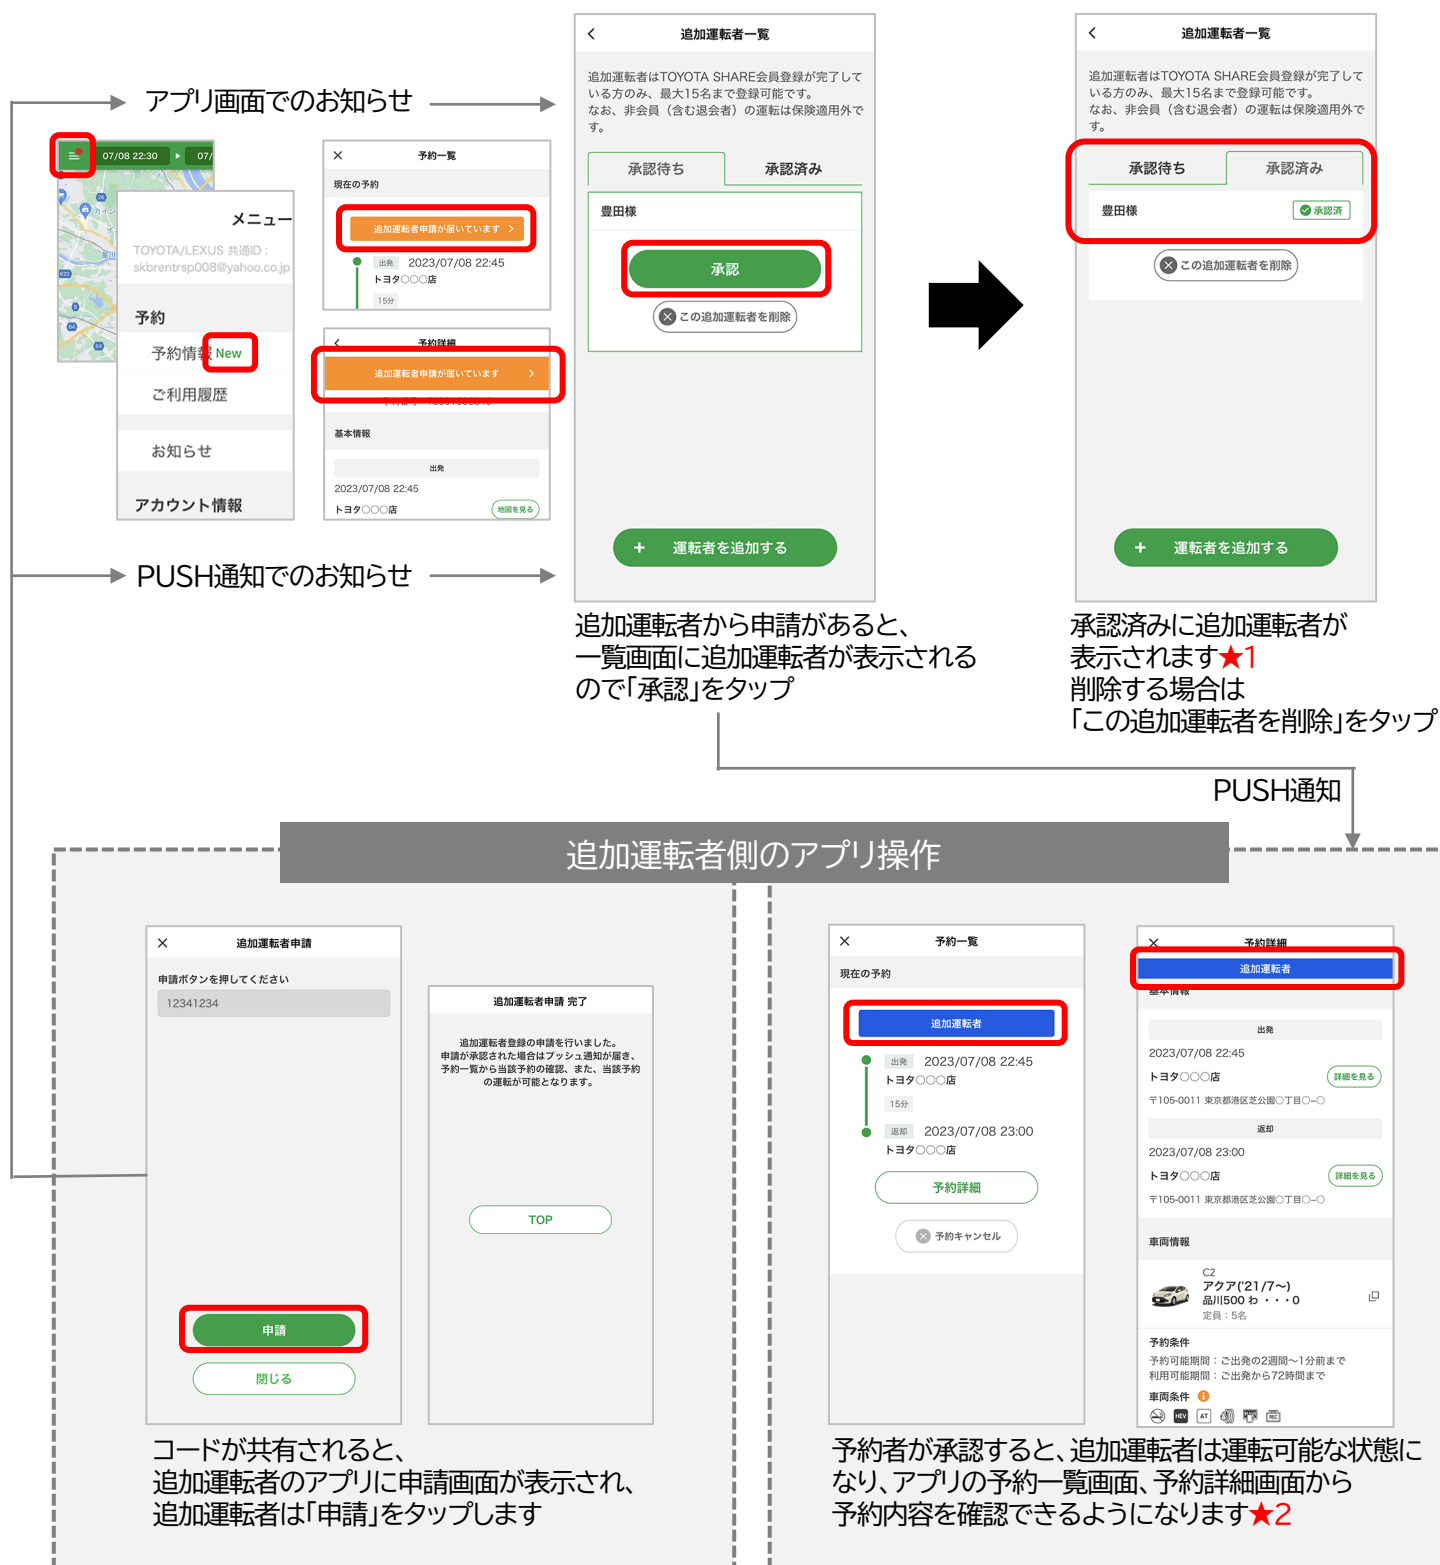 アプリ画面でのお知らせ
07/08 22:30
07/
カイン
メニュー
TOYOTA/LEXUS 共通ID：
skbrentrsp008@yahoo.co.jp
予約
予約情報 New
ご利用履歴
お知らせ
アカウント情報
予約一覧
現在の予約
追加運転者申請が届いています
出発 2023/07/08 22:45
トヨタ○○○店
15分
予約詳細
追加運転者申請が届いています
基本情報
出発
2023/07/08 22:45
トヨタ○○○店
地図を見る
PUSH通知でのお知らせ
追加運転者一覧
追加運転者はTOYOTA SHARE会員登録が完了して
いる方のみ、最大15名まで登録可能です。
なお、非会員（含む退会者）の運転は保険適用外で
す。
承認待ち 承認済み
豊田様
承認
この追加運転者を削除
+ 運転者を追加する
追加運転者から申請があると、
一覧画面に追加運転者が表示される
ので「承認」をタップ
追加運転者一覧
追加運転者はTOYOTA SHARE会員登録が完了して
いる方のみ、最大15名まで登録可能です。
なお、非会員（含む退会者）の運転は保険適用外で
す。
承認待ち 承認済み
豊田様 承認済
この追加運転者を削除
+ 運転者を追加する
承認済みに追加運転者が
表示されます★1
削除する場合は
「この追加運転者を削除」をタップ
PUSH通知
追加運転者側のアプリ操作
追加運転者申請
申請ボタンを押してください
12341234
申請
閉じる
追加運転者申請 完了
追加運転者登録の申請を行いました。
申請が承認された場合はプッシュ通知が届き、
予約一覧から当該予約の確認、また、当該予約
の運転が可能となります。
TOP
コードが共有されると、
追加運転者のアプリに申請画面が表示され、
追加運転者は「申請」をタップします
予約一覧
現在の予約
追加運転者
出発 2023/07/08 22:45
トヨタ○○○店
15分
返却 2023/07/08 23:00
トヨタ○○○店
予約詳細
予約キャンセル
予約詳細
追加運転者
基本情報
出発
2023/07/08 22:45
トヨタ○○○店
詳細を見る
〒105-0011 東京都港区芝公園○丁目○−○
返却
2023/07/08 23:00
トヨタ○○○店
詳細を見る
〒105-0011 東京都港区芝公園○丁目○−○
車両情報
C2
アクア('21/7〜)
品川500 わ ・・・0
定員：5名
予約条件
予約可能期間：ご出発の2週間〜1分前まで
利用可能期間：ご出発から72時間まで
車両条件
HEV AT
REC
予約者が承認すると、追加運転者は運転可能な状態に
なり、アプリの予約一覧画面、予約詳細画面から
予約内容を確認できるようになります★2